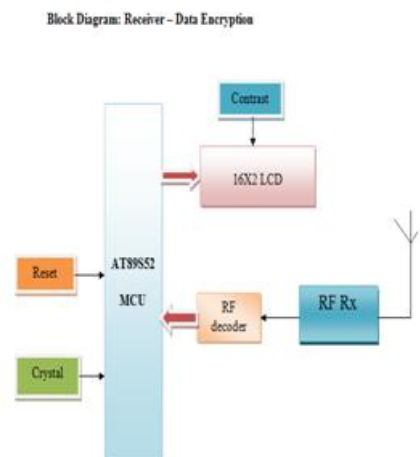 Block Diagram: Receiver – Data Encryption
Contrast
16X2 LCD
AT89S52
MCU
Reset
RF
decoder
RF Rx
Crystal